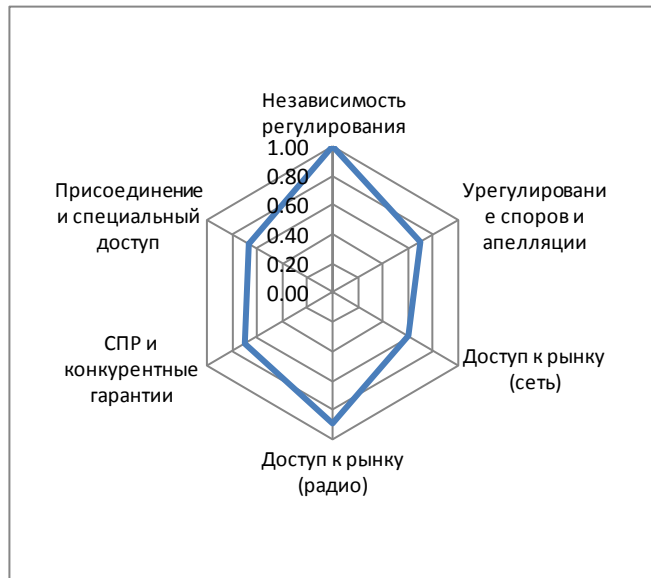 Независимость
регулирования
Урегулировани
е споров и
апелляции
Доступ к рынку
(сеть)
Доступ к рынку
(радио)
СПР и
конкурентные
гарантии
Присоединение
и специальный
доступ
1.00
0.80
0.60
0.40
0.20
0.00